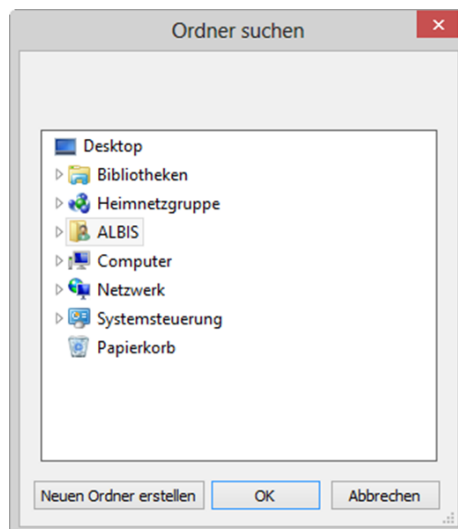 Ordner suchen
Desktop
Bibliotheken
Heimnetzgruppe
ALBIS
Computer
Netzwerk
Systemsteuerung
Papierkorb
Neuen Ordner erstellen OK Abbrechen